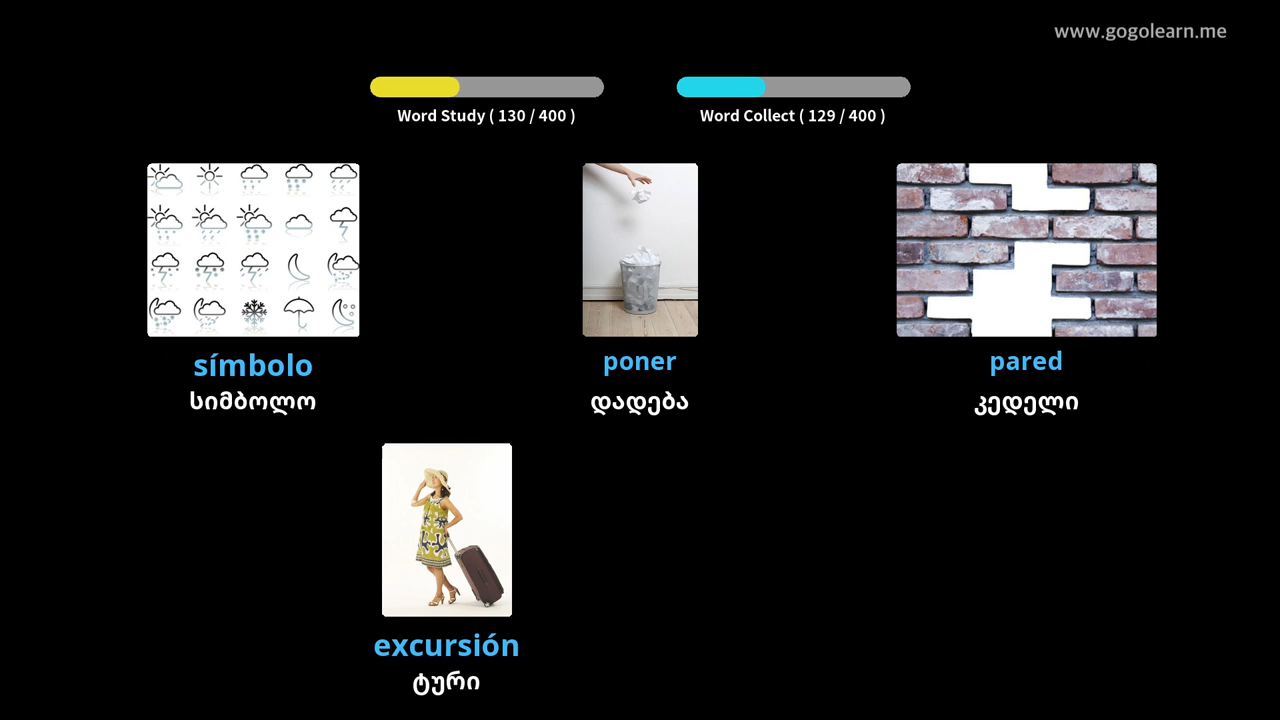 www.gogolearn.me
Word Study ( 130 / 400 )
Word Collect ( 129 / 400 )
símbolo
სიმბოლო
poner
დადება
pared
კედელი
excursión
ტური